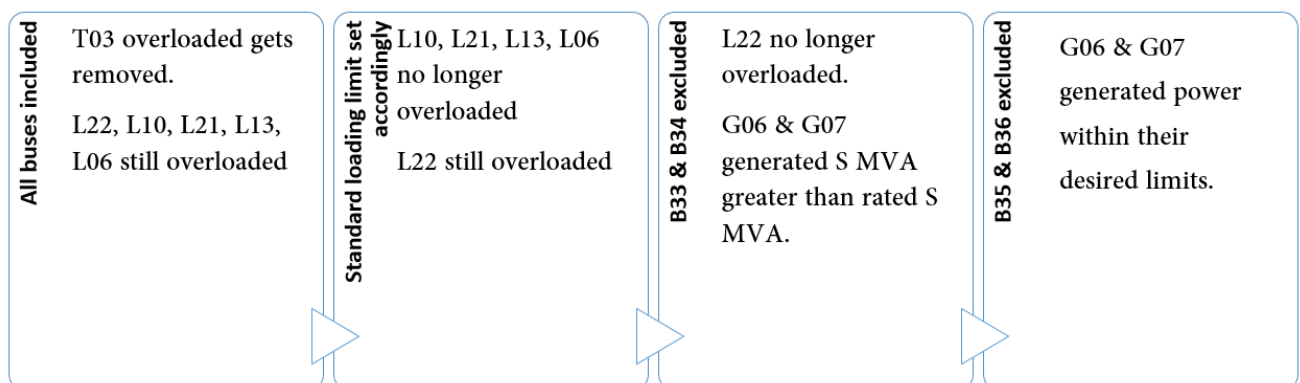 All buses included
T03 overloaded gets
removed.
L22, L10, L21, L13,
L06 still overloaded
Standard loading limit set
accordingly
L10, L21, L13, L06
no longer
overloaded
L22 still overloaded
B33 & B34 excluded
L22 no longer
overloaded.
G06 & G07
generated S MVA
greater than rated S
MVA.
B35 & B36 excluded
G06 & G07
generated power
within their
desired limits.